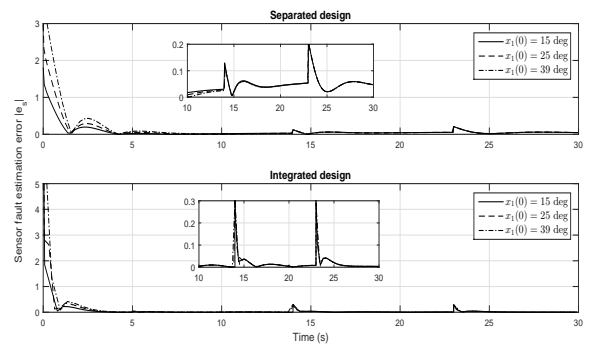 Separated design
3
2
1
0
0 5 10 15 20 25 30
0.2
0.1
0
10 15 20 25 30
x₁(0) = 15 deg
x₁(0) = 25 deg
x₁(0) = 39 deg
Sensor fault estimation error |eₛ|
Integrated design
5
4
3
2
1
0
0 5 10 15 20 25 30
0.3
0.2
0.1
0
10 15 20 25 30
x₁(0) = 15 deg
x₁(0) = 25 deg
x₁(0) = 39 deg
Time (s)